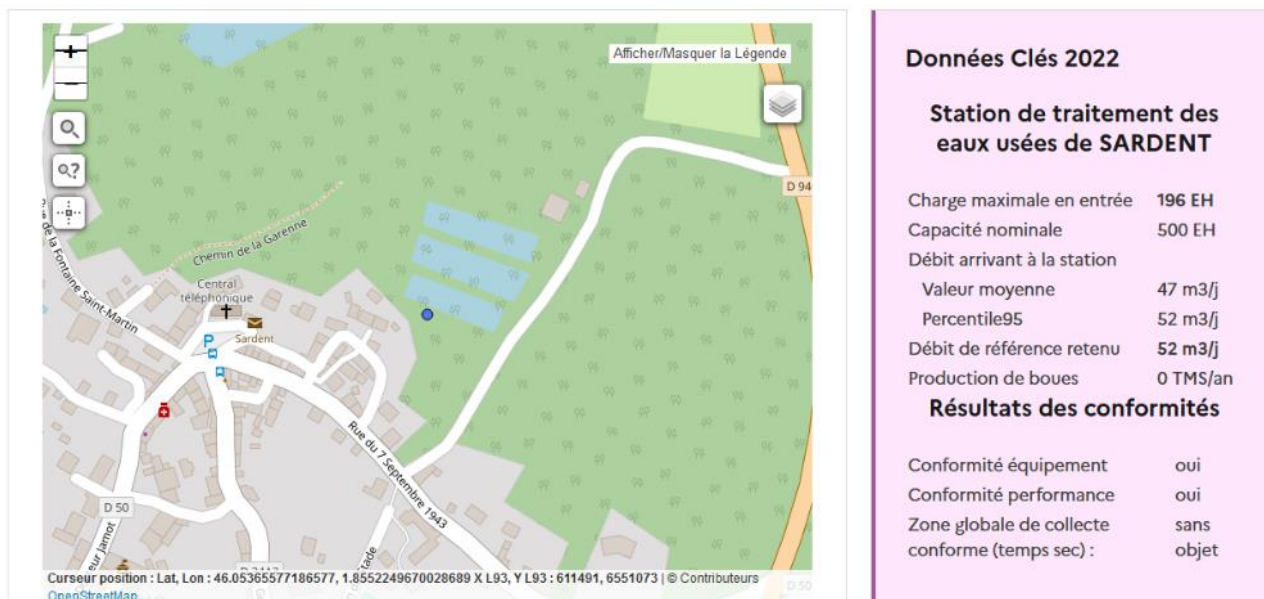 +
Afficher/Masquer la Légende
−
?
D 94
Chemin de la Garenne
Rue de la Fontaine Saint-Martin
Central
téléphonique
Sardent
P
Rue du 7 Septembre 1943
D 50
Stade
Jamot
D 50
Curseur position : Lat, Lon : 46.05365577186577, 1.8552249670028689 X L93, Y L93 : 611491, 6551073 | © Contributeurs
OpenStreetMap
Données Clés 2022
Station de traitement des
eaux usées de SARDENT
Charge maximale en entrée 196 EH
Capacité nominale 500 EH
Débit arrivant à la station
Valeur moyenne 47 m3/j
Percentile95 52 m3/j
Débit de référence retenu 52 m3/j
Production de boues 0 TMS/an
Résultats des conformités
Conformité équipement oui
Conformité performance oui
Zone globale de collecte sans
conforme (temps sec) : objet